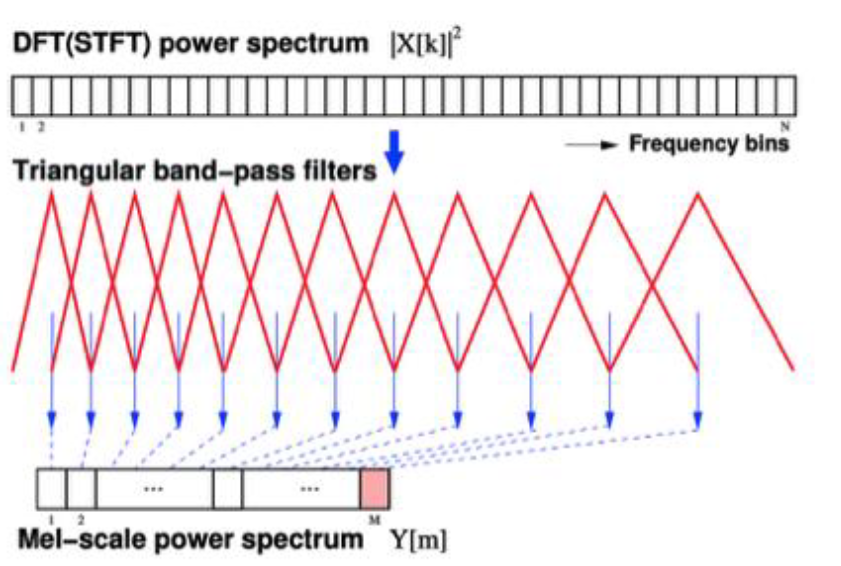 DFT(STFT) power spectrum |X[k]|²
1 2 N
Frequency bins
Triangular band–pass filters
... ...
1 2 M
Mel–scale power spectrum Y[m]